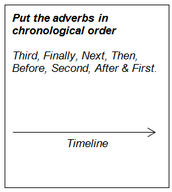 Put the adverbs in
chronological order
Third, Finally, Next, Then,
Before, Second, After & First.
Timeline